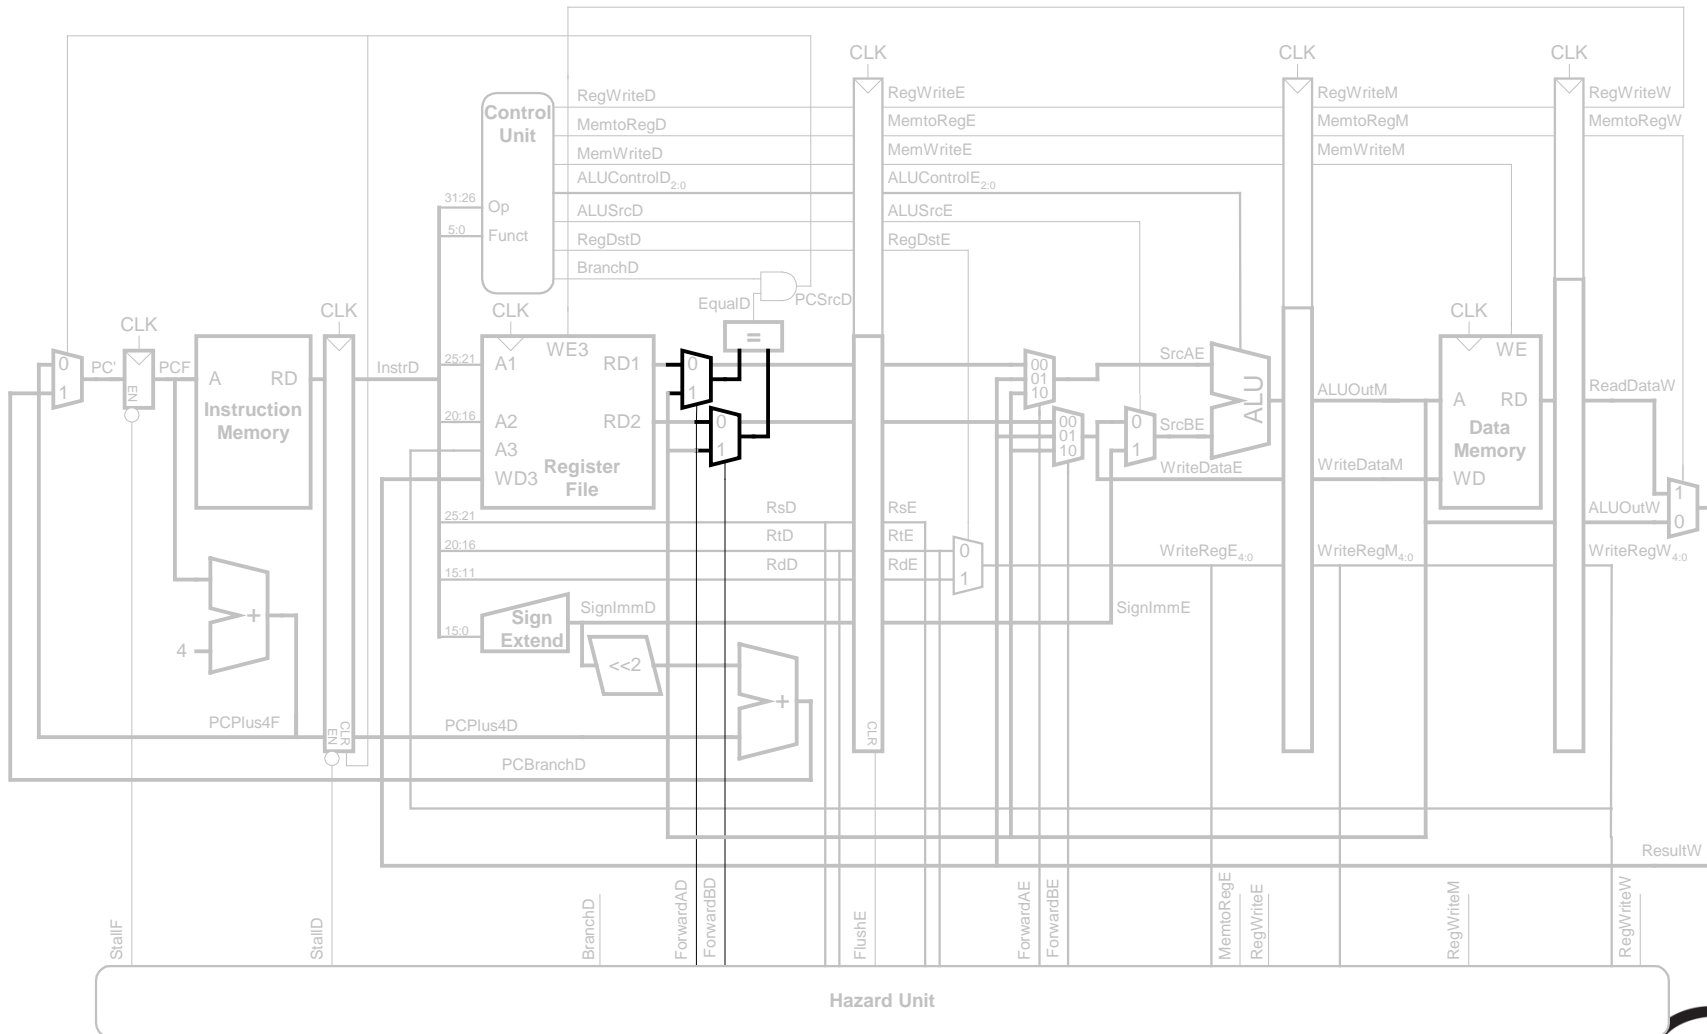 CLK CLK CLK
RegWriteD RegWriteE RegWriteM RegWriteW
Control
Unit
MemtoRegD MemtoRegE MemtoRegM MemtoRegW
MemWriteD MemWriteE MemWriteM
ALUControlD2:0 ALUControlE2:0
31:26 Op
ALUSrcD ALUSrcE
5:0 Funct
RegDstD RegDstE
BranchD
EqualD PCSrcD
CLK CLK CLK CLK
=
WE3 WE
0 PC' PCF A RD InstrD 25:21 A1 RD1 0 00 SrcAE ALUOutM A RD ReadDataW
1 EN 1 01 ALU
10
Instruction
Memory
20:16 A2 RD2 0 00 0 SrcBE Data
1 01 1 Memory
10
A3
Register
File
WD3 WriteDataE WriteDataM WD 1
25:21 RsD RsE ALUOutW 0
20:16 RtD RtE 0 WriteRegE4:0 WriteRegM4:0 WriteRegW4:0
15:11 RdD RdE 1
SignImmD SignImmE
+
15:0 Sign
Extend
4
<<2
+
PCPlus4F EN CLR PCPlus4D CLR
PCBranchD
ResultW
StallF StallD BranchD ForwardAD ForwardBD FlushE ForwardAE ForwardBE MemtoRegE RegWriteE RegWriteM RegWriteW
Hazard Unit